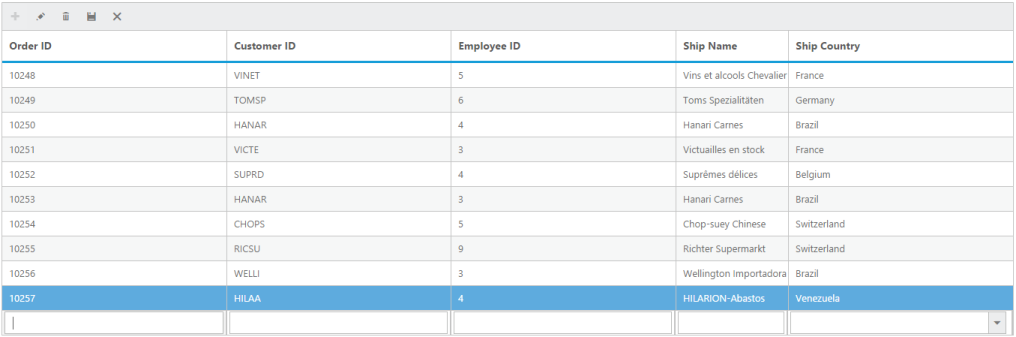 Order ID Customer ID Employee ID Ship Name Ship Country
10248 VINET 5 Vins et alcools Chevalier France
10249 TOMSP 6 Toms Spezialitäten Germany
10250 HANAR 4 Hanari Carnes Brazil
10251 VICTE 3 Victuailles en stock France
10252 SUPRD 4 Suprêmes délices Belgium
10253 HANAR 3 Hanari Carnes Brazil
10254 CHOPS 5 Chop-suey Chinese Switzerland
10255 RICSU 9 Richter Supermarkt Switzerland
10256 WELLI 3 Wellington Importadora Brazil
10257 HILAA 4 HILARION-Abastos Venezuela